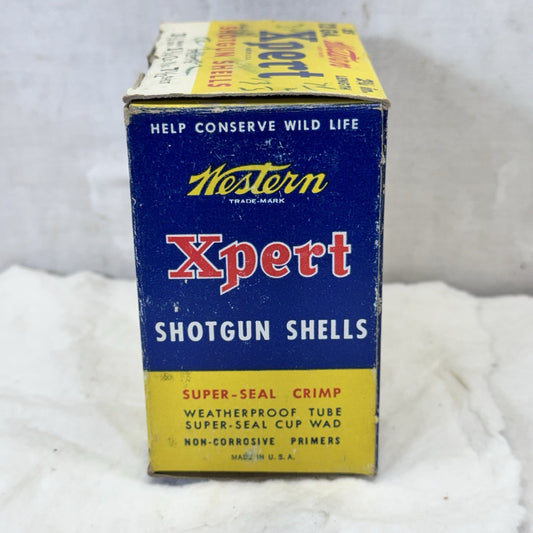 Xpert
SHOTGUN SHELLS
Western
HELP CONSERVE WILD LIFE
Western
TRADE-MARK
Xpert
SHOTGUN SHELLS
SUPER-SEAL CRIMP
WEATHERPROOF TUBE
SUPER-SEAL CUP WAD
NON-CORROSIVE PRIMERS
MADE IN U.S.A.